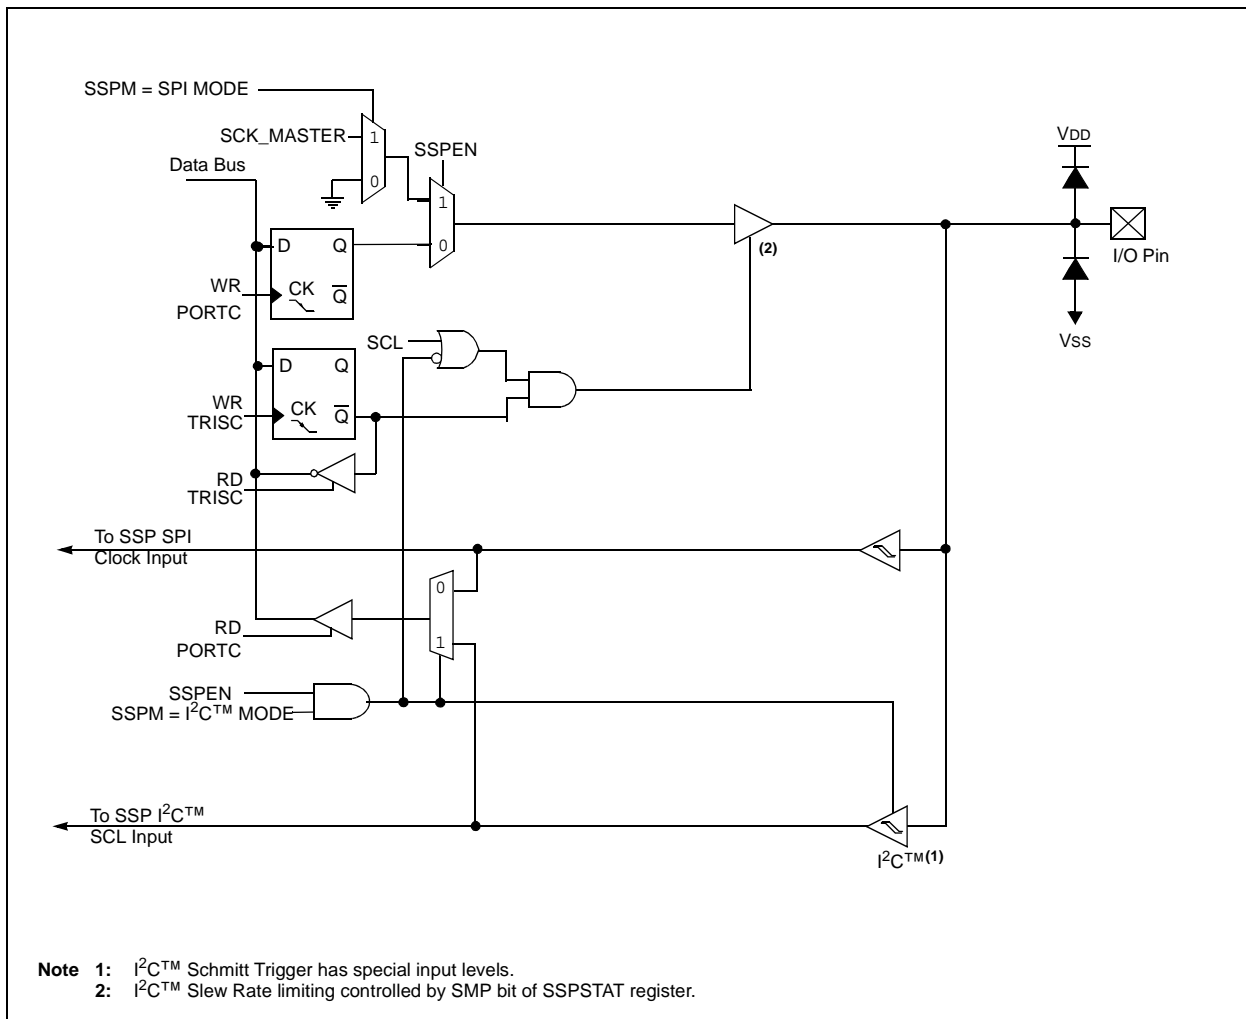 SSPM = SPI MODE
SCK_MASTER
1
0
SSPEN
1
0
Data Bus
VDD
(2)
I/O Pin
VSS
D
Q
CK
Q
WR
PORTC
SCL
D
Q
CK
Q
WR
TRISC
RD
TRISC
To SSP SPI
Clock Input
0
1
RD
PORTC
SSPEN
SSPM = I²C™ MODE
To SSP I²C™
SCL Input
I²C™(1)
Note 1: I²C™ Schmitt Trigger has special input levels.
2: I²C™ Slew Rate limiting controlled by SMP bit of SSPSTAT register.